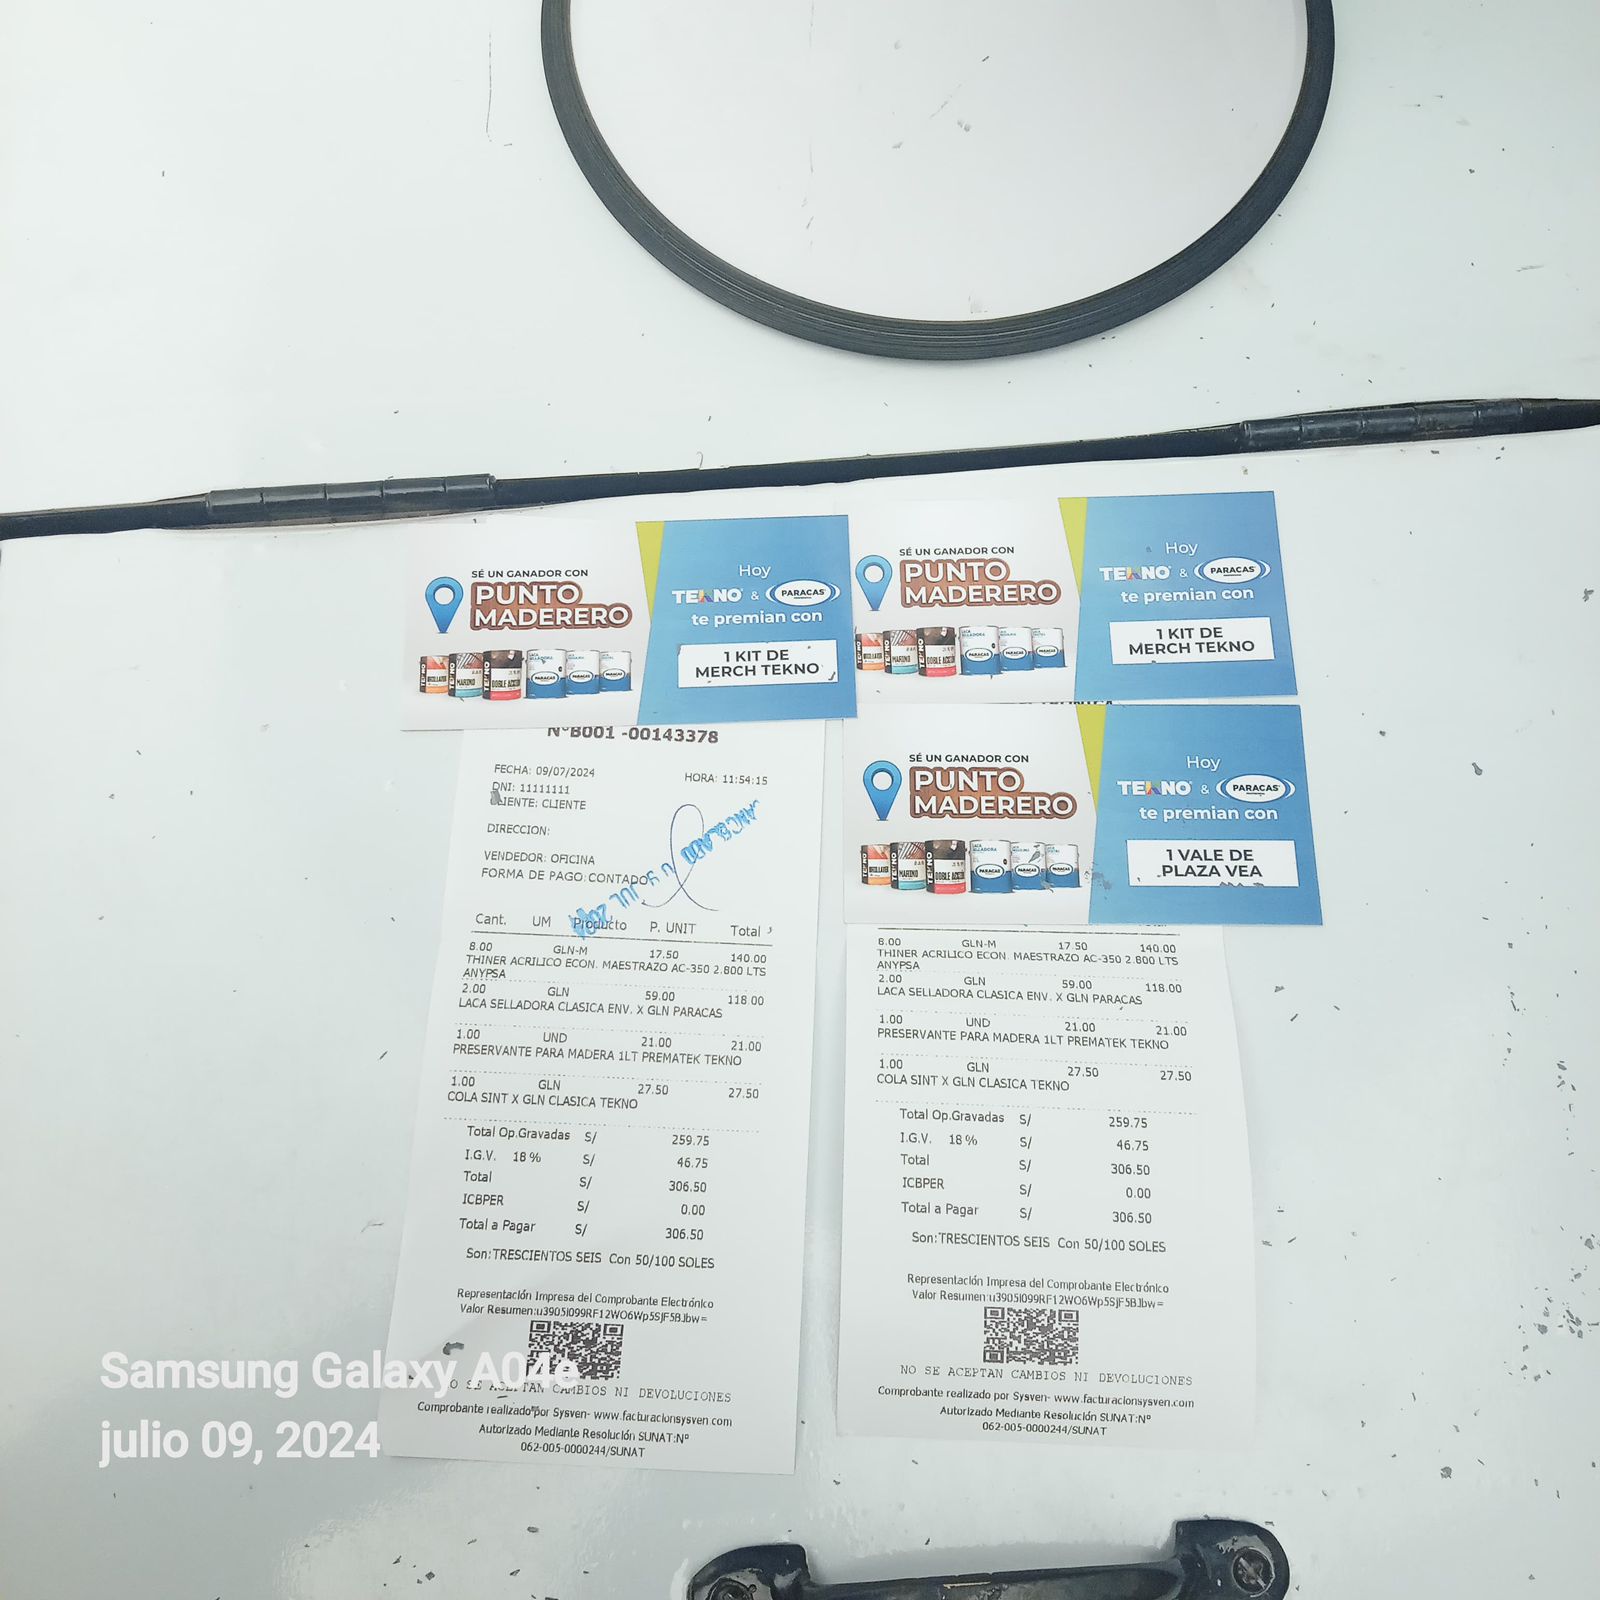 SÉ UN GANADOR CON
PUNTO
MADERERO
Hoy
TEKNO & PARACAS
te premian con
1 KIT DE
MERCH TEKNO
SÉ UN GANADOR CON
PUNTO
MADERERO
Hoy
TEKNO & PARACAS
te premian con
1 KIT DE
MERCH TEKNO
SÉ UN GANADOR CON
PUNTO
MADERERO
Hoy
TEKNO & PARACAS
te premian con
1 VALE DE
PLAZA VEA
N°B001 -00143378
FECHA: 09/07/2024 HORA: 11:54:15
DNI: 11111111
CLIENTE: CLIENTE
DIRECCION:
VENDEDOR: OFICINA
FORMA DE PAGO:CONTADO
CANCELADO
09 JUL 2024
Cant. UM Producto P. UNIT Total
8.00 GLN-M 17.50 140.00
THINER ACRILICO ECON. MAESTRAZO AC-350 2.800 LTS
ANYPSA
2.00 GLN 59.00 118.00
LACA SELLADORA CLASICA ENV. X GLN PARACAS
1.00 UND 21.00 21.00
PRESERVANTE PARA MADERA 1LT PREMATEK TEKNO
1.00 GLN 27.50 27.50
COLA SINT X GLN CLASICA TEKNO
Total Op.Gravadas S/ 259.75
I.G.V. 18 % S/ 46.75
Total S/ 306.50
ICBPER S/ 0.00
Total a Pagar S/ 306.50
Son:TRESCIENTOS SEIS Con 50/100 SOLES
Representación Impresa del Comprobante Electrónico
Valor Resumen:u3905l099RF12WO6Wp5SjF5BJbw=
NO SE ACEPTAN CAMBIOS NI DEVOLUCIONES
Comprobante realizado por Sysven- www.facturacionsysven.com
Autorizado Mediante Resolución SUNAT:Nº
062-005-0000244/SUNAT
8.00 GLN-M 17.50 140.00
THINER ACRILICO ECON. MAESTRAZO AC-350 2.800 LTS
ANYPSA
2.00 GLN 59.00 118.00
LACA SELLADORA CLASICA ENV. X GLN PARACAS
1.00 UND 21.00 21.00
PRESERVANTE PARA MADERA 1LT PREMATEK TEKNO
1.00 GLN 27.50 27.50
COLA SINT X GLN CLASICA TEKNO
Total Op.Gravadas S/ 259.75
I.G.V. 18 % S/ 46.75
Total S/ 306.50
ICBPER S/ 0.00
Total a Pagar S/ 306.50
Son:TRESCIENTOS SEIS Con 50/100 SOLES
Representación Impresa del Comprobante Electrónico
Valor Resumen:u3905l099RF12WO6Wp5SjF5BJbw=
NO SE ACEPTAN CAMBIOS NI DEVOLUCIONES
Comprobante realizado por Sysven- www.facturacionsysven.com
Autorizado Mediante Resolución SUNAT:Nº
062-005-0000244/SUNAT
Samsung Galaxy A04e
julio 09, 2024